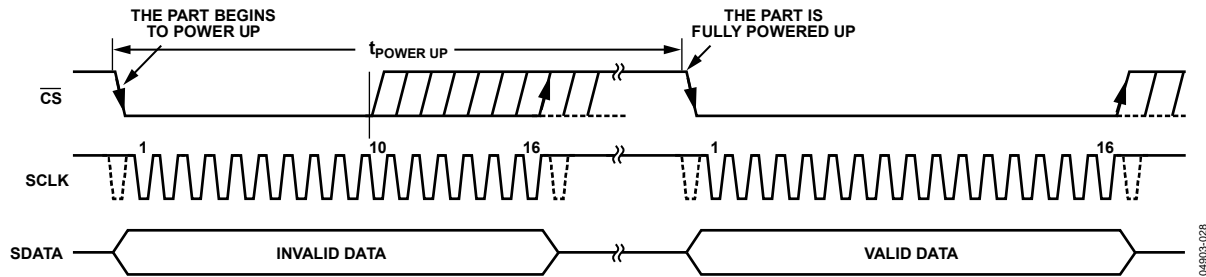 THE PART BEGINS
TO POWER UP
THE PART IS
FULLY POWERED UP
tPOWER UP
CS
1
10
16
1
16
SCLK
SDATA
INVALID DATA
VALID DATA
04903-028